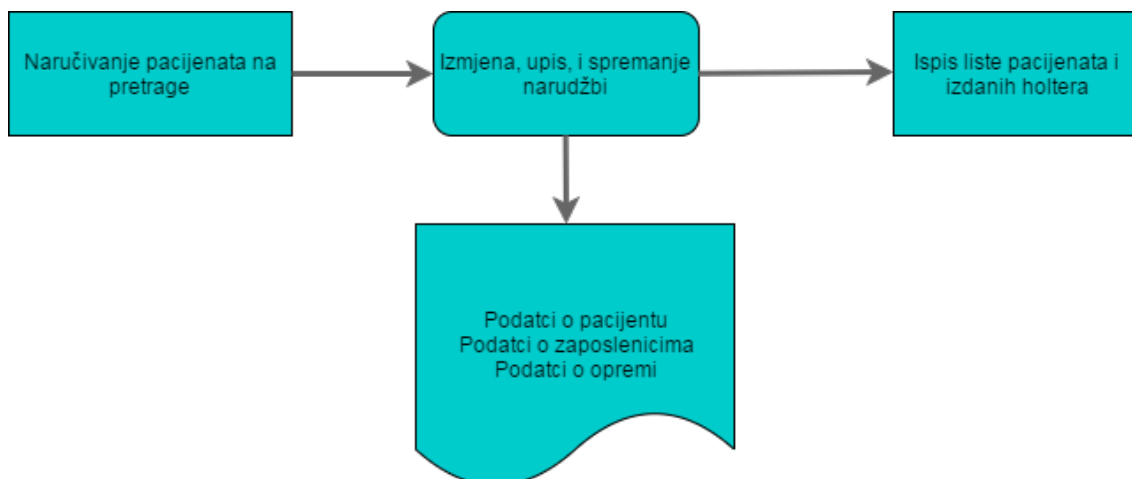 Naručivanje pacijenata na
pretrage
Izmjena, upis, i spremanje
narudžbi
Ispis liste pacijenata i
izdanih holtera
Podatci o pacijentu
Podatci o zaposlenicima
Podatci o opremi